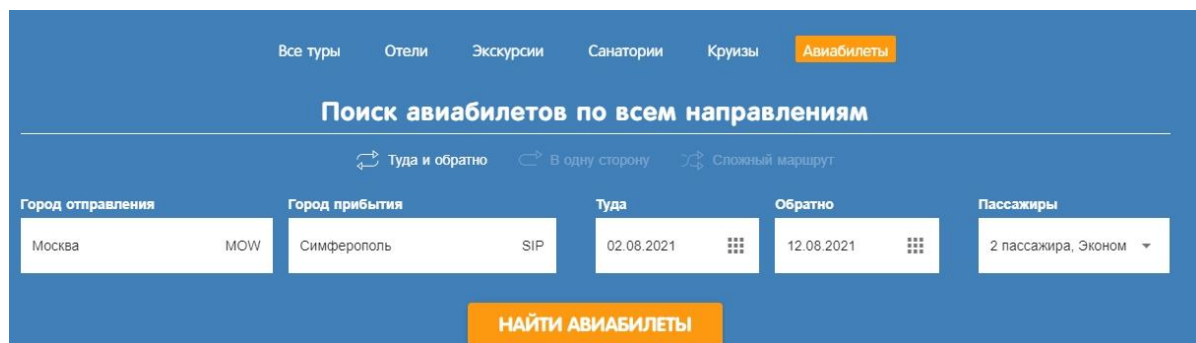 Все туры Отели Экскурсии Санатории Круизы Авиабилеты
Поиск авиабилетов по всем направлениям
Туда и обратно В одну сторону Сложный маршрут
Город отправления Город прибытия Туда Обратно Пассажиры
Москва MOW Симферополь SIP 02.08.2021 12.08.2021 2 пассажира, Эконом
НАЙТИ АВИАБИЛЕТЫ